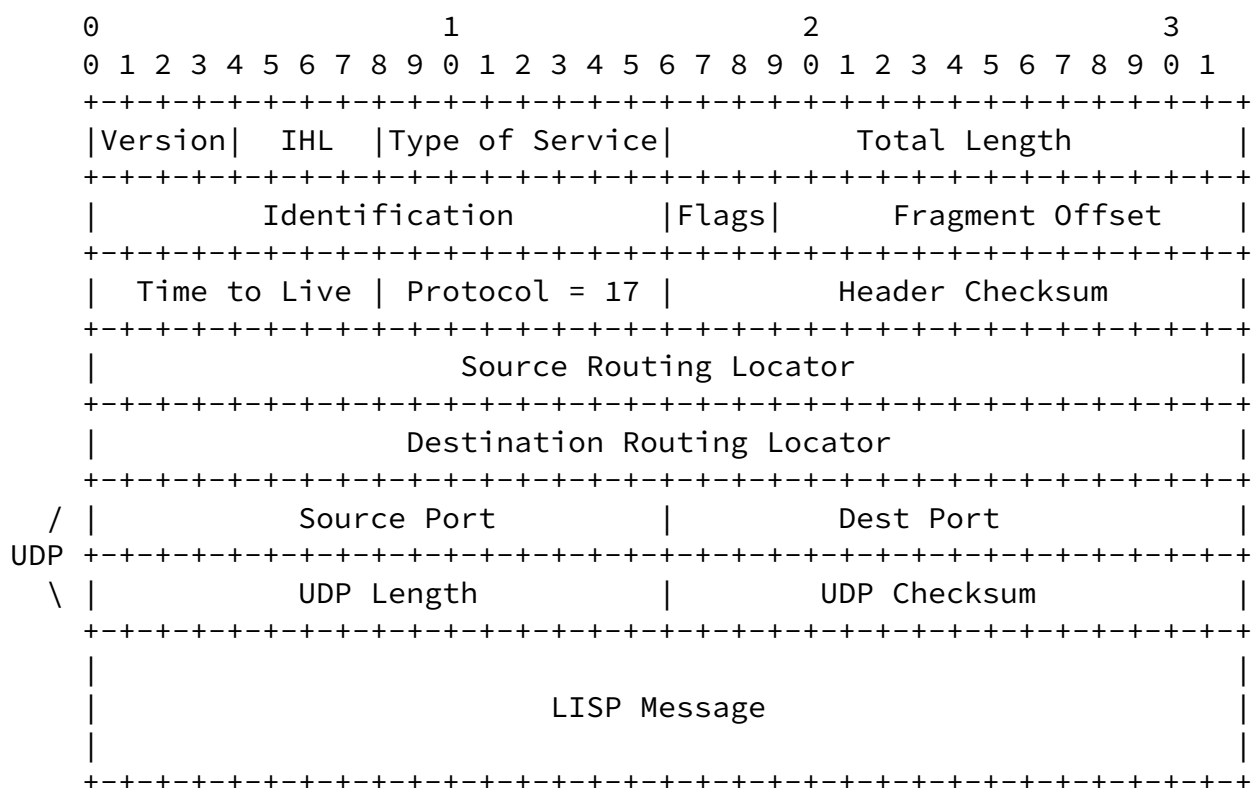 0                   1                   2                   3
 0 1 2 3 4 5 6 7 8 9 0 1 2 3 4 5 6 7 8 9 0 1 2 3 4 5 6 7 8 9 0 1
+-+-+-+-+-+-+-+-+-+-+-+-+-+-+-+-+-+-+-+-+-+-+-+-+-+-+-+-+-+-+-+-+
|Version|  IHL  |Type of Service|          Total Length         |
+-+-+-+-+-+-+-+-+-+-+-+-+-+-+-+-+-+-+-+-+-+-+-+-+-+-+-+-+-+-+-+-+
|         Identification        |Flags|      Fragment Offset    |
+-+-+-+-+-+-+-+-+-+-+-+-+-+-+-+-+-+-+-+-+-+-+-+-+-+-+-+-+-+-+-+-+
|  Time to Live | Protocol = 17 |         Header Checksum       |
+-+-+-+-+-+-+-+-+-+-+-+-+-+-+-+-+-+-+-+-+-+-+-+-+-+-+-+-+-+-+-+-+
|                    Source Routing Locator                     |
+-+-+-+-+-+-+-+-+-+-+-+-+-+-+-+-+-+-+-+-+-+-+-+-+-+-+-+-+-+-+-+-+
|                 Destination Routing Locator                   |
+-+-+-+-+-+-+-+-+-+-+-+-+-+-+-+-+-+-+-+-+-+-+-+-+-+-+-+-+-+-+-+-+
/ |           Source Port         |         Dest Port             |
UDP +-+-+-+-+-+-+-+-+-+-+-+-+-+-+-+-+-+-+-+-+-+-+-+-+-+-+-+-+-+-+-+-+
\ |           UDP Length          |        UDP Checksum           |
+-+-+-+-+-+-+-+-+-+-+-+-+-+-+-+-+-+-+-+-+-+-+-+-+-+-+-+-+-+-+-+-+
|                                                               |
|                         LISP Message                          |
|                                                               |
+-+-+-+-+-+-+-+-+-+-+-+-+-+-+-+-+-+-+-+-+-+-+-+-+-+-+-+-+-+-+-+-+